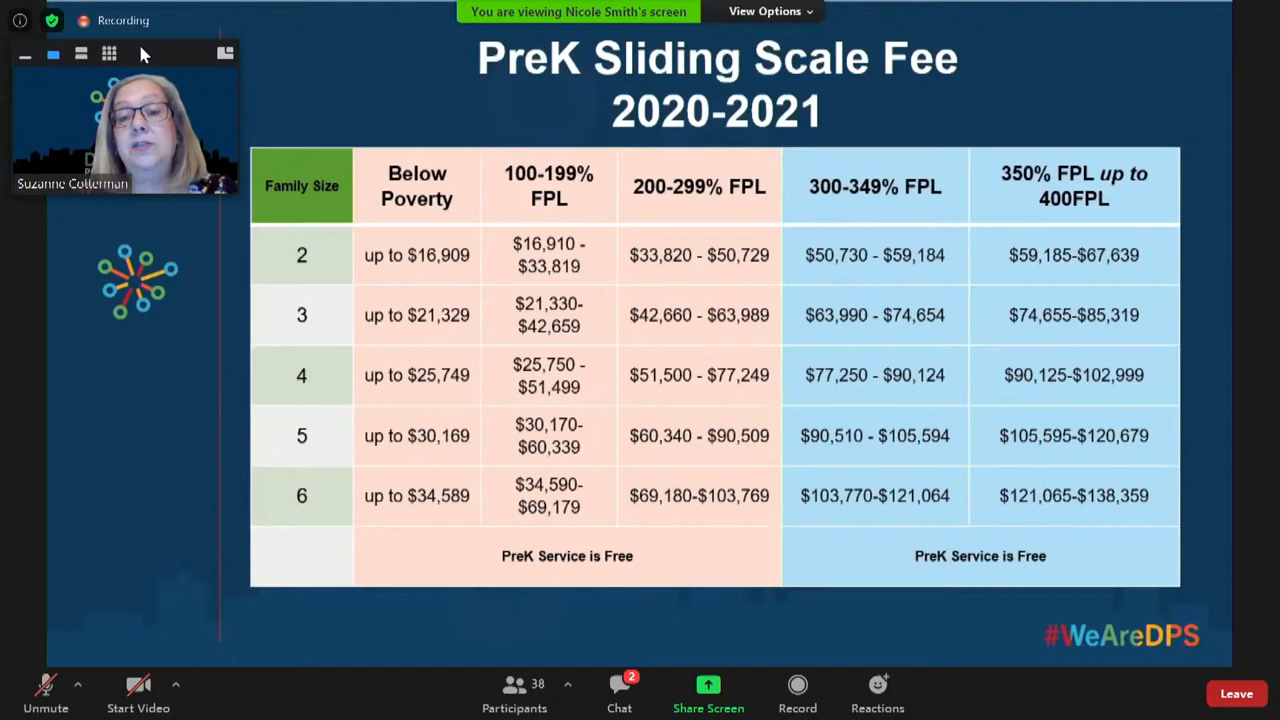 Recording
You are viewing Nicole Smith's screen
View Options
Suzanne Cotterman
PreK Sliding Scale Fee
2020-2021
Family Size
Below
Poverty
100-199%
FPL
200-299% FPL
300-349% FPL
350% FPL up to
400FPL
2
up to $16,909
$16,910 -
$33,819
$33,820 - $50,729
$50,730 - $59,184
$59,185-$67,639
3
up to $21,329
$21,330-
$42,659
$42,660 - $63,989
$63,990 - $74,654
$74,655-$85,319
4
up to $25,749
$25,750 -
$51,499
$51,500 - $77,249
$77,250 - $90,124
$90,125-$102,999
5
up to $30,169
$30,170-
$60,339
$60,340 - $90,509
$90,510 - $105,594
$105,595-$120,679
6
up to $34,589
$34,590-
$69,179
$69,180-$103,769
$103,770-$121,064
$121,065-$138,359
PreK Service is Free
PreK Service is Free
#WeAreDPS
Unmute
Start Video
38
Participants
2
Chat
Share Screen
Record
Reactions
Leave